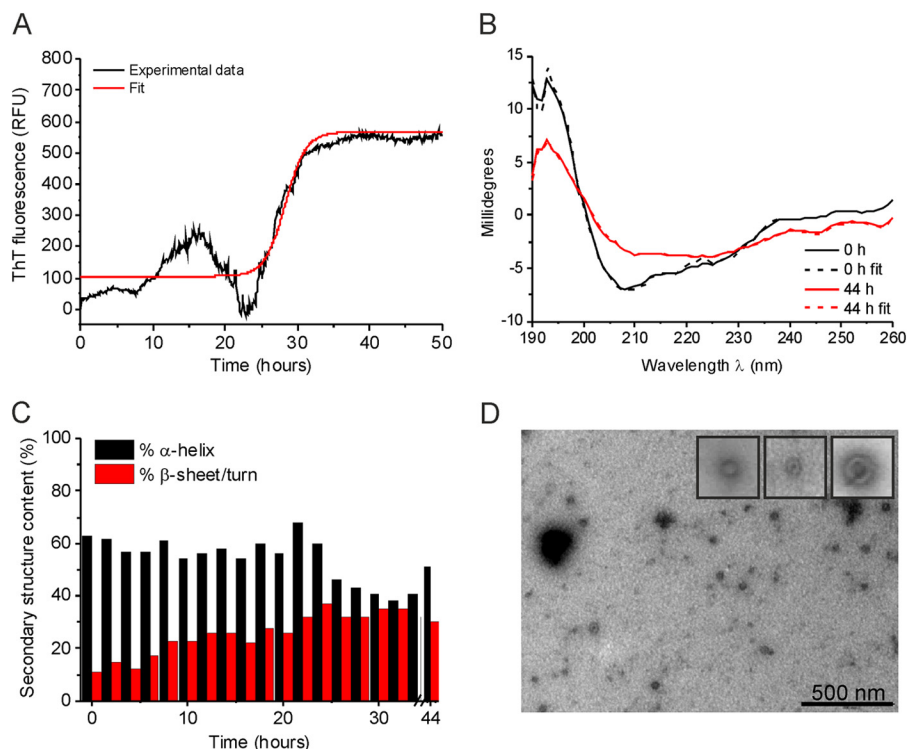 A
800
700
600
500
400
300
200
100
0
ThT fluorescence (RFU)
Experimental data
Fit
0 10 20 30 40 50
Time (hours)
B
15
10
5
0
-5
-10
Millidegrees
0 h
0 h fit
44 h
44 h fit
190 200 210 220 230 240 250 260
Wavelength λ (nm)
C
100
80
60
40
20
0
Secondary structure content (%)
% α-helix
% β-sheet/turn
0 10 20 30 44
Time (hours)
D
500 nm